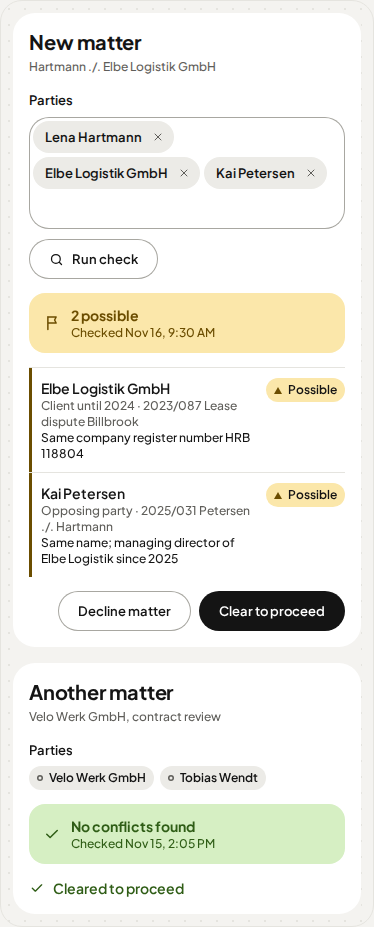 New matter
Hartmann ./. Elbe Logistik GmbH
Parties
Lena Hartmann
Elbe Logistik GmbH Kai Petersen
Run check
2 possible
Checked Nov 16, 9:30 AM
Elbe Logistik GmbH Possible
Client until 2024 · 2023/087 Lease
dispute Billbrook
Same company register number HRB
118804
Kai Petersen Possible
Opposing party · 2025/031 Petersen
./. Hartmann
Same name; managing director of
Elbe Logistik since 2025
Decline matter Clear to proceed
Another matter
Velo Werk GmbH, contract review
Parties
Velo Werk GmbH Tobias Wendt
No conflicts found
Checked Nov 15, 2:05 PM
Cleared to proceed